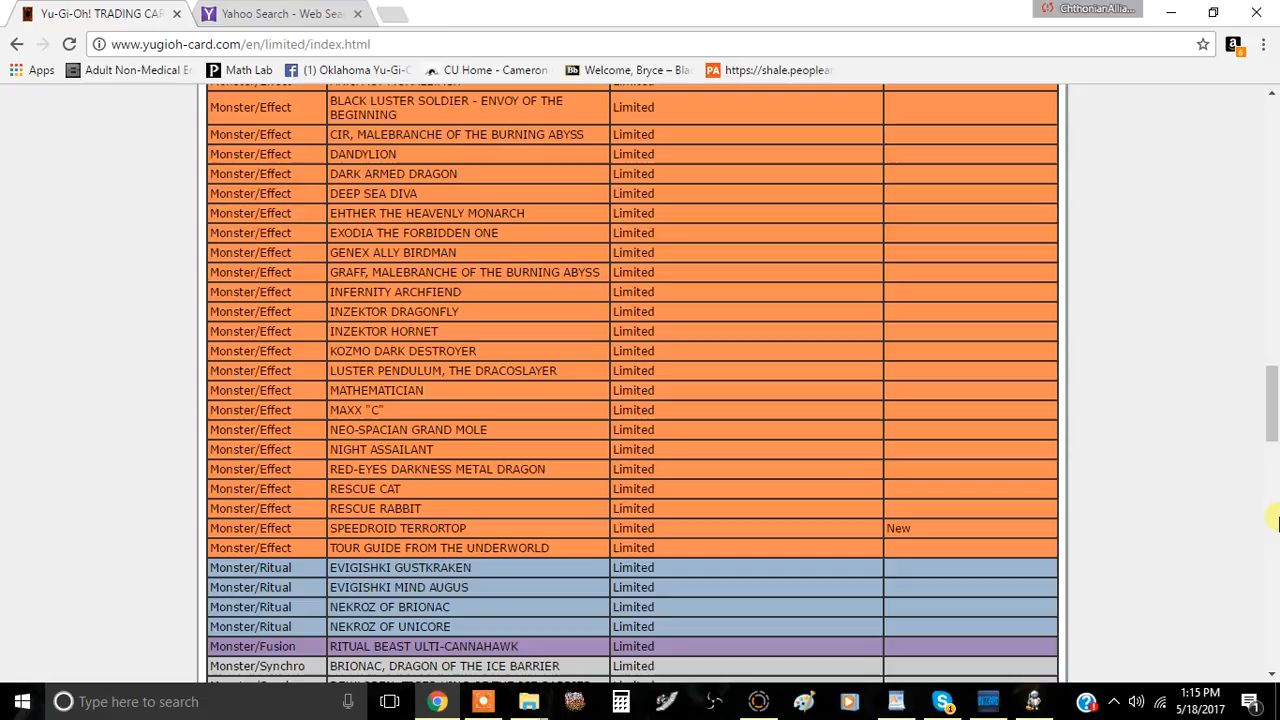 Yu-Gi-Oh! TRADING CAR
Yahoo Search - Web Sea
ChthonianAllia...
www.yugioh-card.com/en/limited/index.html
6
Apps
Adult Non-Medical E
Math Lab
(1) Oklahoma Yu-Gi-O
CU Home - Cameron
Welcome, Bryce – Bla
https://shale.peoplea
Monster/Effect BLACK LUSTER SOLDIER - ENVOY OF THE BEGINNING Limited
Monster/Effect CIR, MALEBRANCHE OF THE BURNING ABYSS Limited
Monster/Effect DANDYLION Limited
Monster/Effect DARK ARMED DRAGON Limited
Monster/Effect DEEP SEA DIVA Limited
Monster/Effect EHTHER THE HEAVENLY MONARCH Limited
Monster/Effect EXODIA THE FORBIDDEN ONE Limited
Monster/Effect GENEX ALLY BIRDMAN Limited
Monster/Effect GRAFF, MALEBRANCHE OF THE BURNING ABYSS Limited
Monster/Effect INFERNITY ARCHFIEND Limited
Monster/Effect INZEKTOR DRAGONFLY Limited
Monster/Effect INZEKTOR HORNET Limited
Monster/Effect KOZMO DARK DESTROYER Limited
Monster/Effect LUSTER PENDULUM, THE DRACOSLAYER Limited
Monster/Effect MATHEMATICIAN Limited
Monster/Effect MAXX "C" Limited
Monster/Effect NEO-SPACIAN GRAND MOLE Limited
Monster/Effect NIGHT ASSAILANT Limited
Monster/Effect RED-EYES DARKNESS METAL DRAGON Limited
Monster/Effect RESCUE CAT Limited
Monster/Effect RESCUE RABBIT Limited
Monster/Effect SPEEDROID TERRORTOP Limited New
Monster/Effect TOUR GUIDE FROM THE UNDERWORLD Limited
Monster/Ritual EVIGISHKI GUSTKRAKEN Limited
Monster/Ritual EVIGISHKI MIND AUGUS Limited
Monster/Ritual NEKROZ OF BRIONAC Limited
Monster/Ritual NEKROZ OF UNICORE Limited
Monster/Fusion RITUAL BEAST ULTI-CANNAHAWK Limited
Monster/Synchro BRIONAC, DRAGON OF THE ICE BARRIER Limited
Type here to search
1:15 PM
5/18/2017